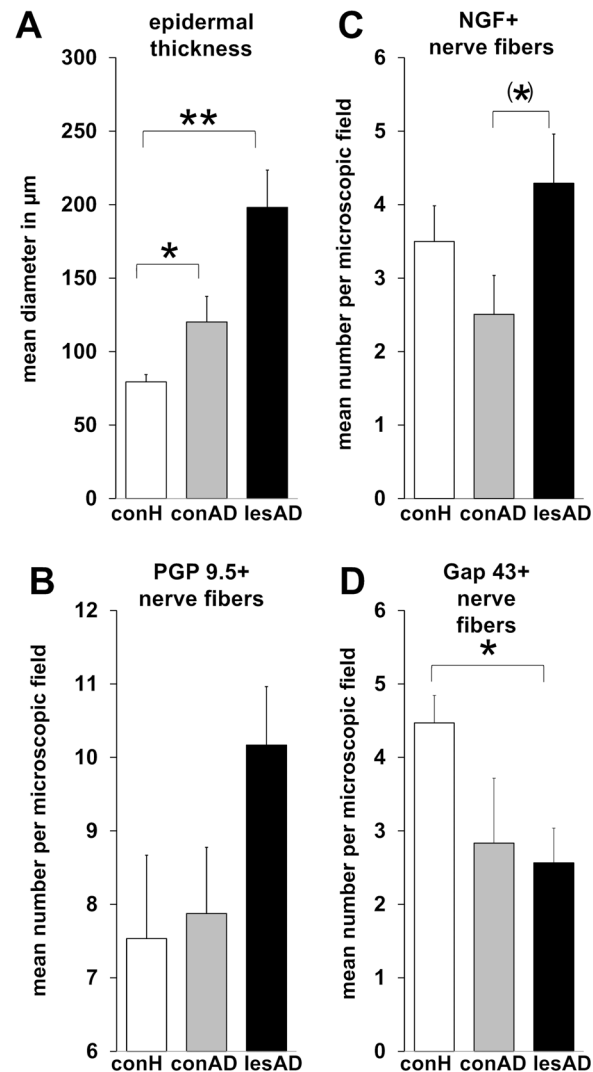 A
epidermal
thickness
mean diameter in µm
300
250
200
150
100
50
0
**
*
conH conAD lesAD
C
NGF+
nerve fibers
mean number per microscopic field
6
5
4
3
2
1
0
(*)
conH conAD lesAD
B
PGP 9.5+
nerve fibers
mean number per microscopic field
12
11
10
9
8
7
6
conH conAD lesAD
D
Gap 43+
nerve
fibers
mean number per microscopic field
6
5
4
3
2
1
0
*
conH conAD lesAD